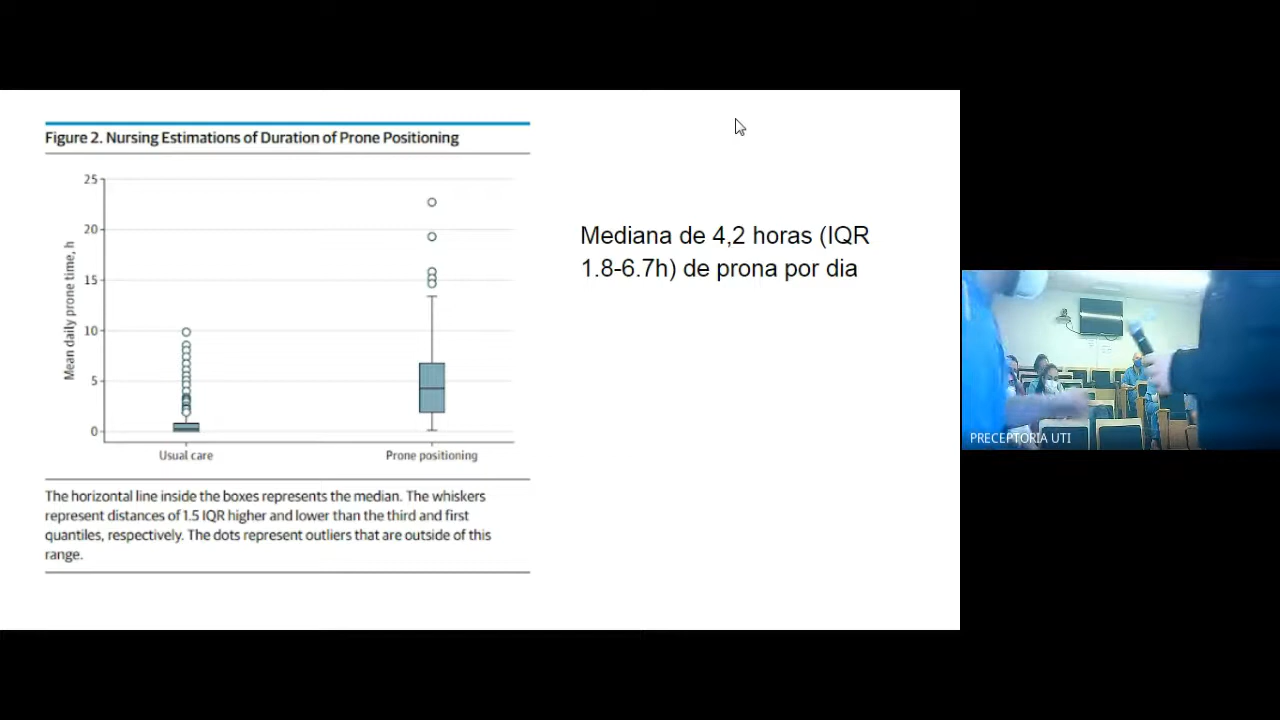 Figure 2. Nursing Estimations of Duration of Prone Positioning
25
20
15
10
5
0
Mean daily prone time, h
Usual care
Prone positioning
The horizontal line inside the boxes represents the median. The whiskers
represent distances of 1.5 IQR higher and lower than the third and first
quantiles, respectively. The dots represent outliers that are outside of this
range.
Mediana de 4,2 horas (IQR
1.8-6.7h) de prona por dia
PRECEPTORIA UTI